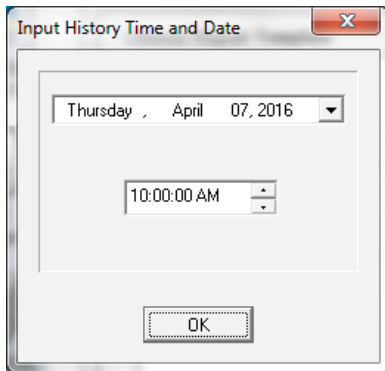 Input History Time and Date
Thursday , April 07, 2016
10:00:00 AM
OK